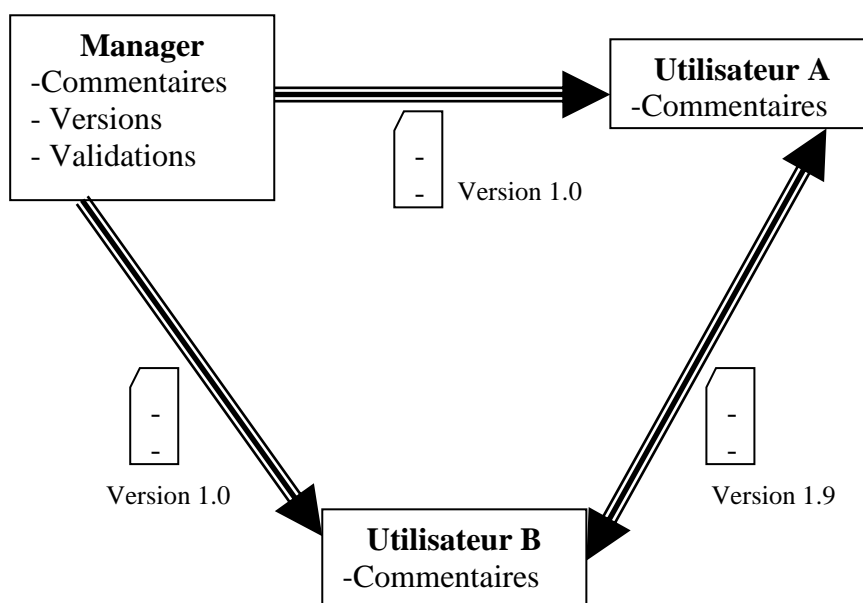 Manager
-Commentaires
- Versions
- Validations
Utilisateur A
-Commentaires
-
-
Version 1.0
-
-
Version 1.0
-
-
Version 1.9
Utilisateur B
-Commentaires